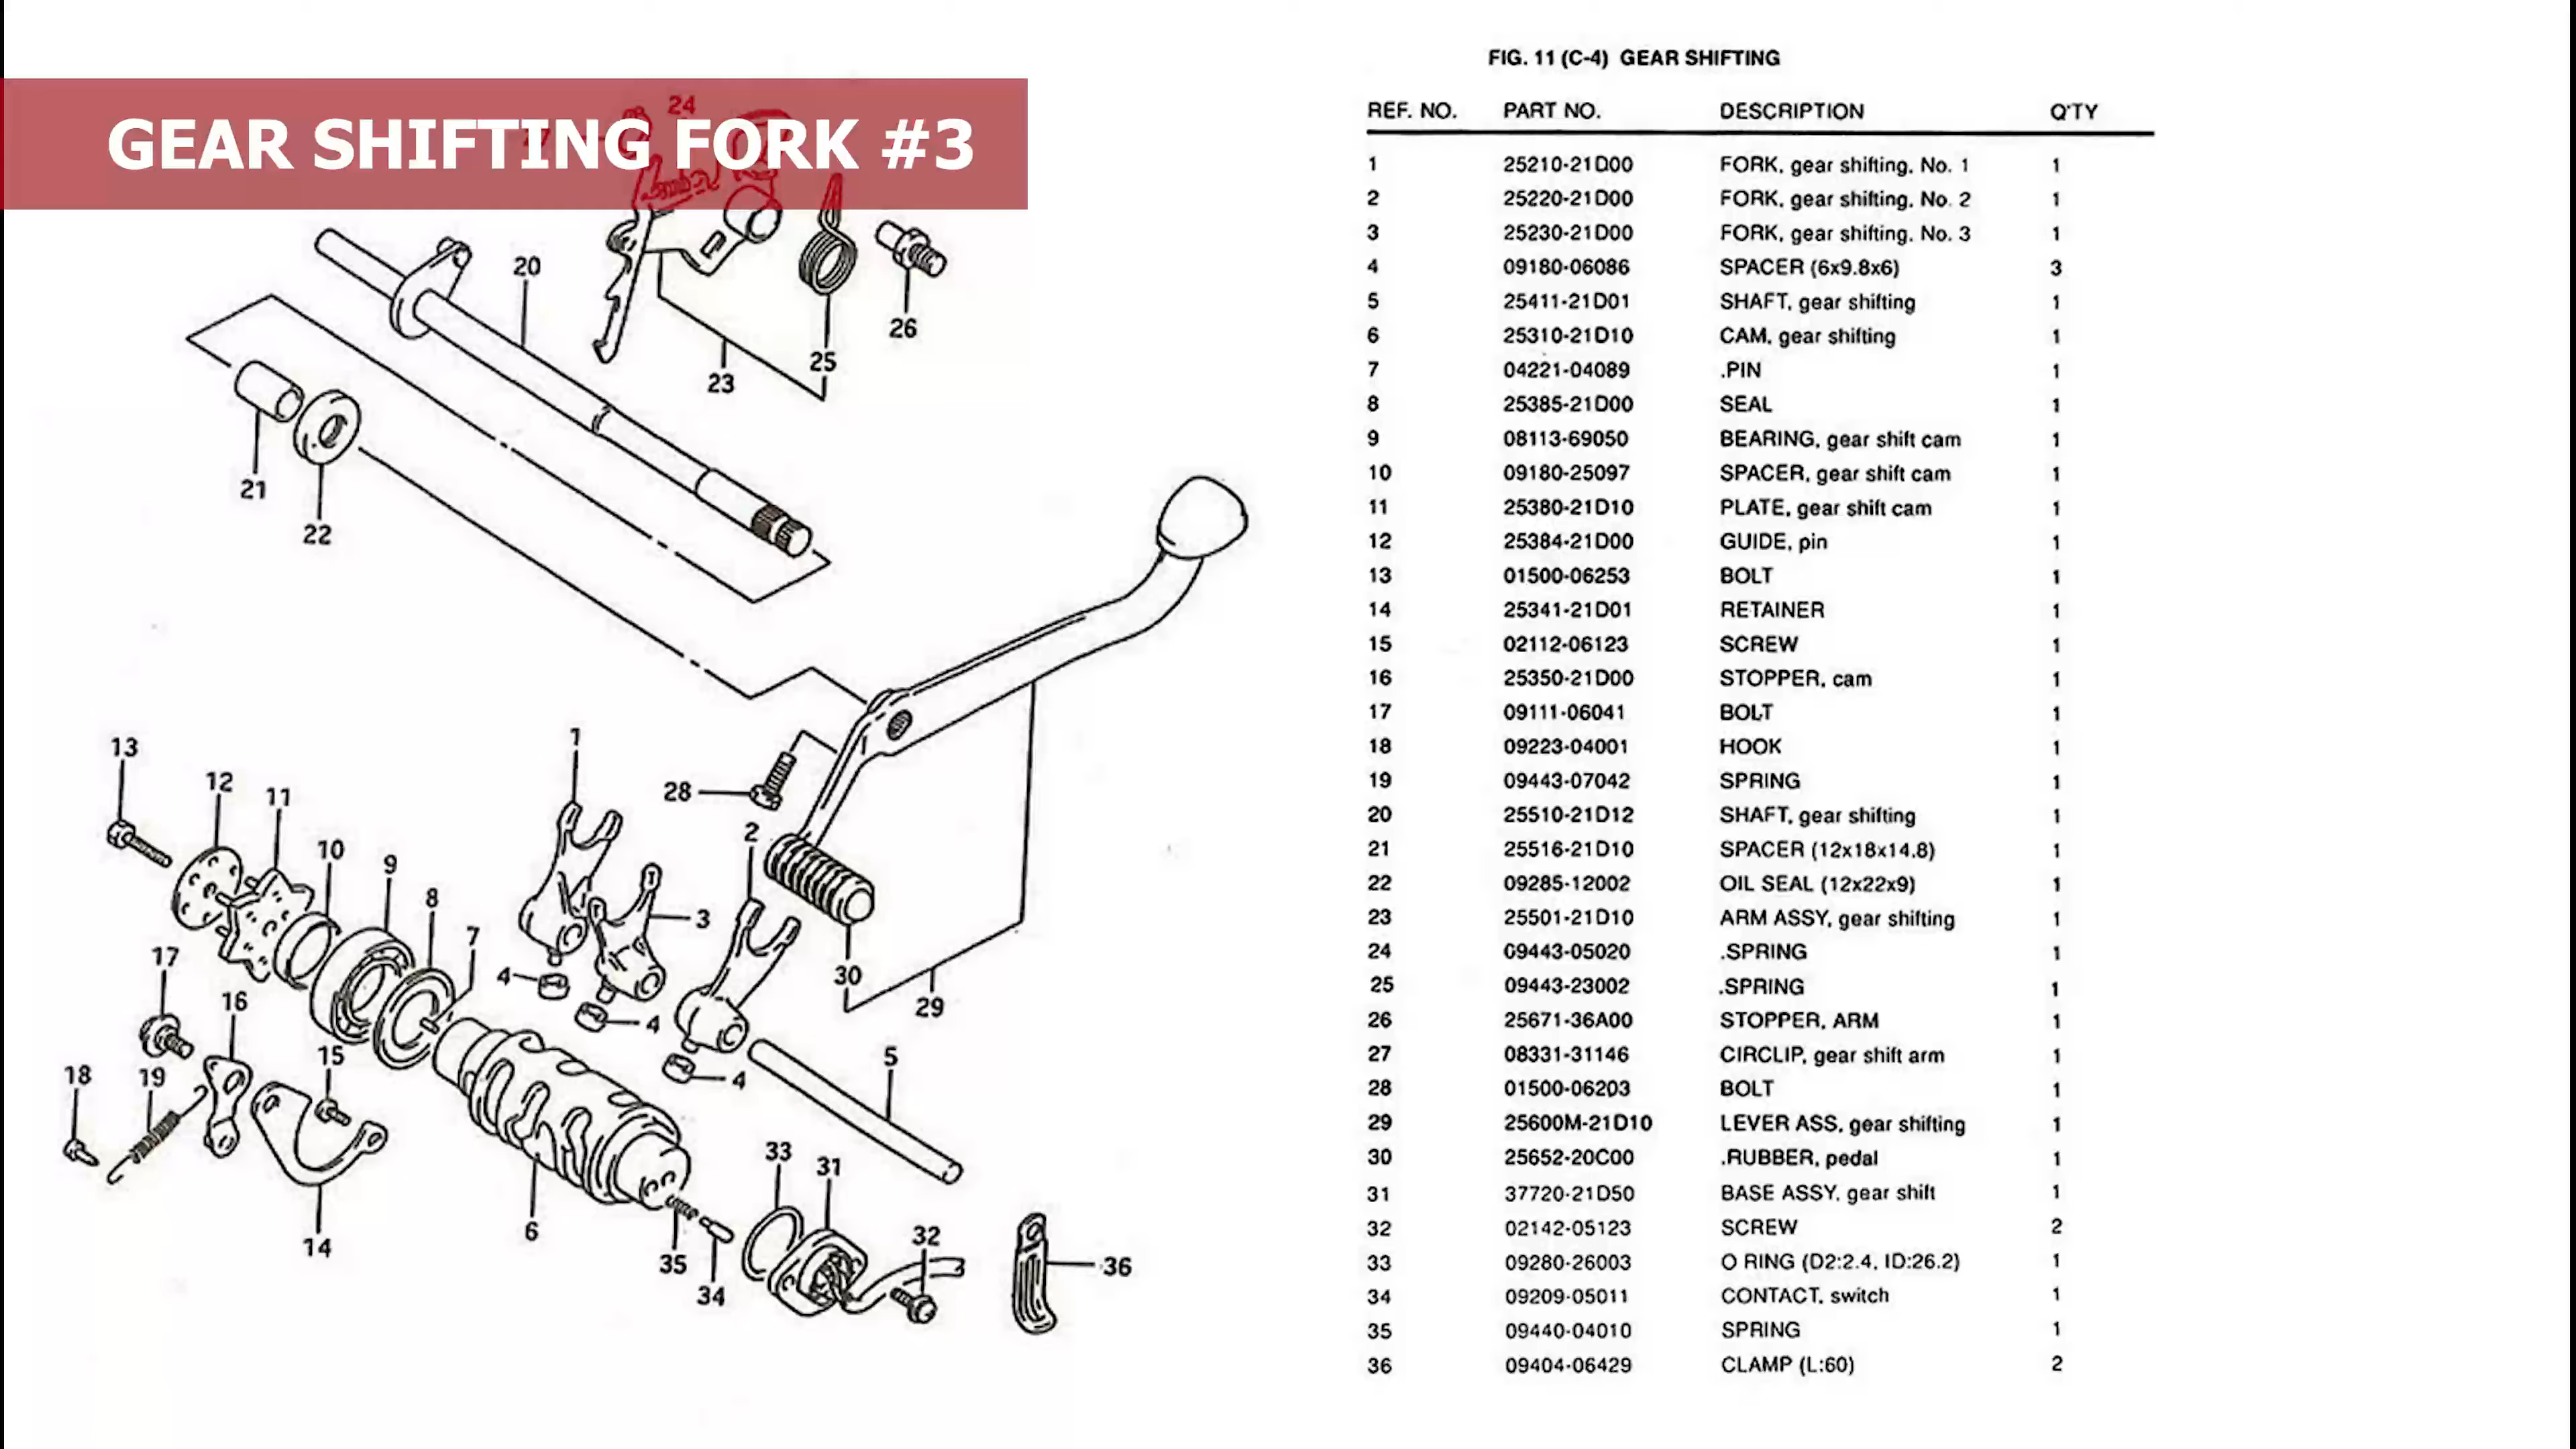 GEAR SHIFTING FORK #3
24
20
26
25
23
21
22
1
13
12
28
11
2
10
9
8
3
7
17
4
30
16
29
4
15
5
18
19
4
33
31
6
32
14
35
36
34
FIG. 11 (C-4) GEAR SHIFTING
REF. NO. PART NO. DESCRIPTION Q'TY
1 25210-21D00 FORK, gear shifting, No. 1 1
2 25220-21D00 FORK, gear shifting, No. 2 1
3 25230-21D00 FORK, gear shifting, No. 3 1
4 09180-06086 SPACER (6x9.8x6) 3
5 25411-21D01 SHAFT, gear shifting 1
6 25310-21D10 CAM, gear shifting 1
7 04221-04089 .PIN 1
8 25385-21D00 SEAL 1
9 08113-69050 BEARING, gear shift cam 1
10 09180-25097 SPACER, gear shift cam 1
11 25380-21D10 PLATE, gear shift cam 1
12 25384-21D00 GUIDE, pin 1
13 01500-06253 BOLT 1
14 25341-21D01 RETAINER 1
15 02112-06123 SCREW 1
16 25350-21D00 STOPPER, cam 1
17 09111-06041 BOLT 1
18 09223-04001 HOOK 1
19 09443-07042 SPRING 1
20 25510-21D12 SHAFT, gear shifting 1
21 25516-21D10 SPACER (12x18x14.8) 1
22 09285-12002 OIL SEAL (12x22x9) 1
23 25501-21D10 ARM ASSY, gear shifting 1
24 09443-05020 .SPRING 1
25 09443-23002 .SPRING 1
26 25671-36A00 STOPPER, ARM 1
27 08331-31146 CIRCLIP, gear shift arm 1
28 01500-06203 BOLT 1
29 25600M-21D10 LEVER ASS, gear shifting 1
30 25652-20C00 .RUBBER, pedal 1
31 37720-21D50 BASE ASSY, gear shift 1
32 02142-05123 SCREW 2
33 09280-26003 O RING (D2:2.4, ID:26.2) 1
34 09209-05011 CONTACT, switch 1
35 09440-04010 SPRING 1
36 09404-06429 CLAMP (L:60) 2